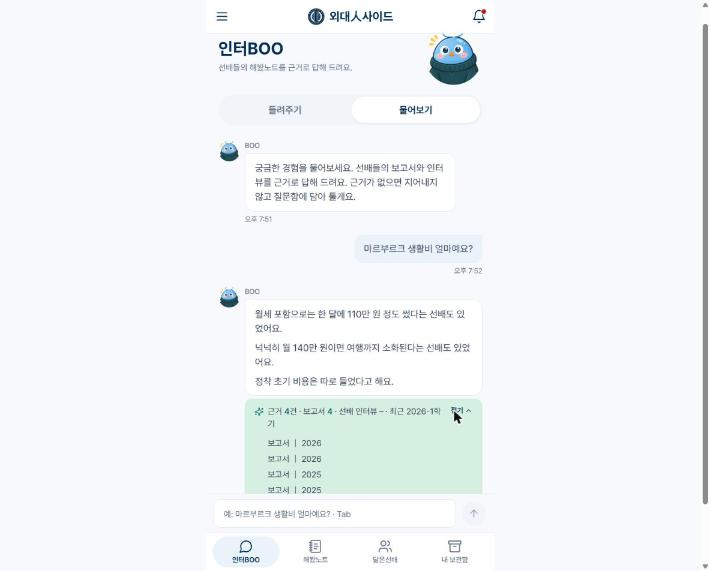 외대人사이드
인터BOO
선배들의 해봤노트를 근거로 답해 드려요.
들려주기
물어보기
BOO
궁금한 경험을 물어보세요. 선배들의 보고서와 인터
뷰를 근거로 답해 드려요. 근거가 없으면 지어내지
않고 질문함에 담아 둘게요.
오후 7:51
마르부르크 생활비 얼마예요?
오후 7:52
BOO
월세 포함으로는 한 달에 110만 원 정도 썼다는 선배도 있
었어요.
넉넉히 월 140만 원이면 여행까지 소화된다는 선배도 있었
어요.
정착 초기 비용은 따로 들었다고 해요.
근거 4건 · 보고서 4 · 선배 인터뷰 – · 최근 2026-1학
기
보고서 | 2026
보고서 | 2026
보고서 | 2025
보고서 | 2025
예: 마르부르크 생활비 얼마예요? · Tab
인터BOO
해봤노트
닮은선배
내 보관함